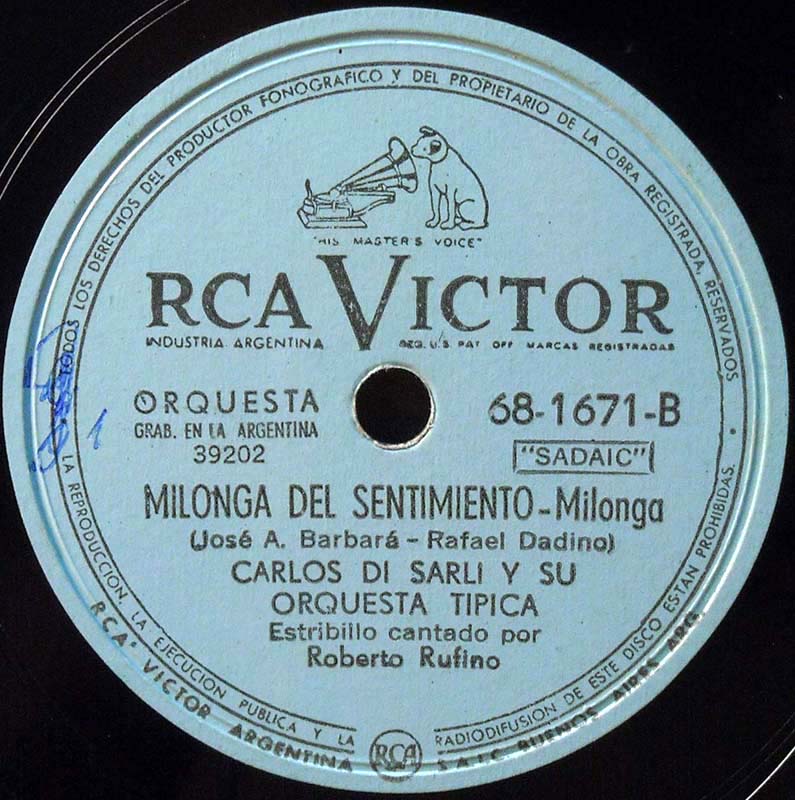 TODOS LOS DERECHOS DEL PRODUCTOR FONOGRAFICO Y DEL PROPIETARIO DE LA OBRA REGISTRADA, RESERVADOS
"HIS MASTER'S VOICE"
RCA VICTOR
INDUSTRIA ARGENTINA REG. U.S. PAT OFF MARCAS REGISTRADAS
ORQUESTA 68-1671-B
GRAB. EN LA ARGENTINA
39202 "SADAIC"
1
MILONGA DEL SENTIMIENTO - Milonga
(José A. Barbará - Rafael Dadino)
CARLOS DI SARLI Y SU
ORQUESTA TIPICA
Estribillo cantado por
Roberto Rufino
LA REPRODUCCION, LA EJECUCION PUBLICA Y LA RADIODIFUSION DE ESTE DISCO ESTAN PROHIBIDAS.
RCA VICTOR ARGENTINA S.A.I.C. BUENOS AIRES ARG.
RCA